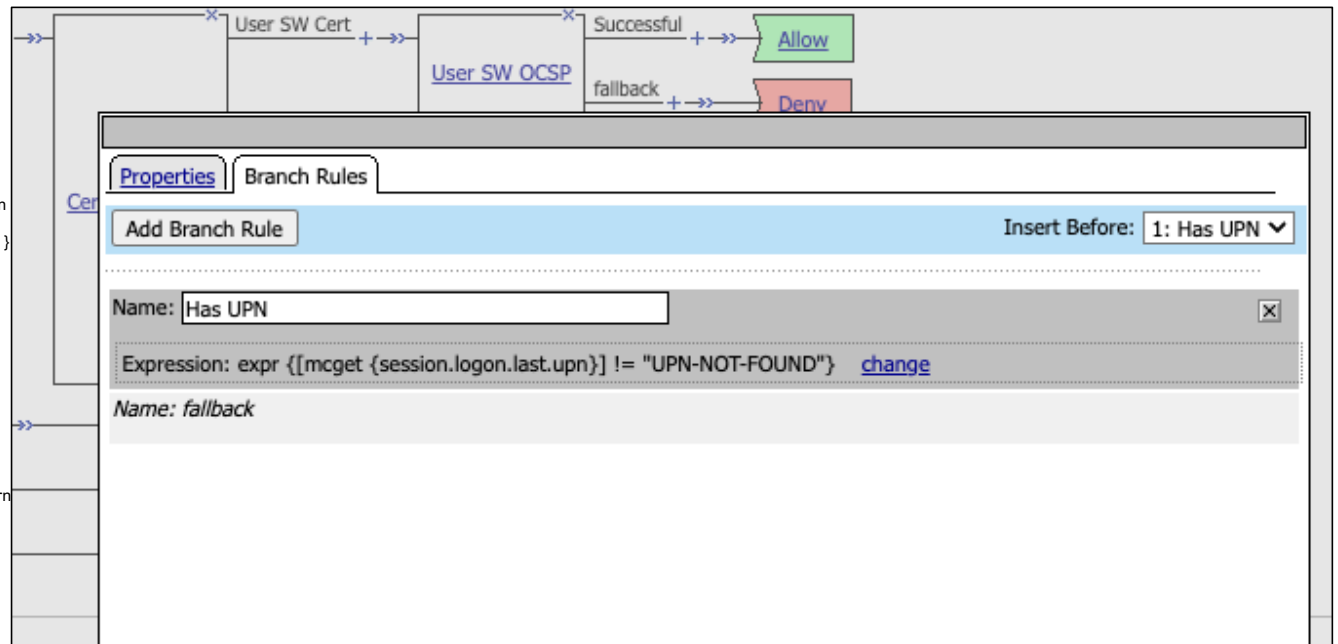 User SW Cert
Successful
Allow
User SW OCSP
fallback
Deny
Properties
Branch Rules
Cer
}
Add Branch Rule
Insert Before: 1: Has UPN
Name: Has UPN
Expression: expr {[mcget {session.logon.last.upn}] != "UPN-NOT-FOUND"} change
Name: fallback